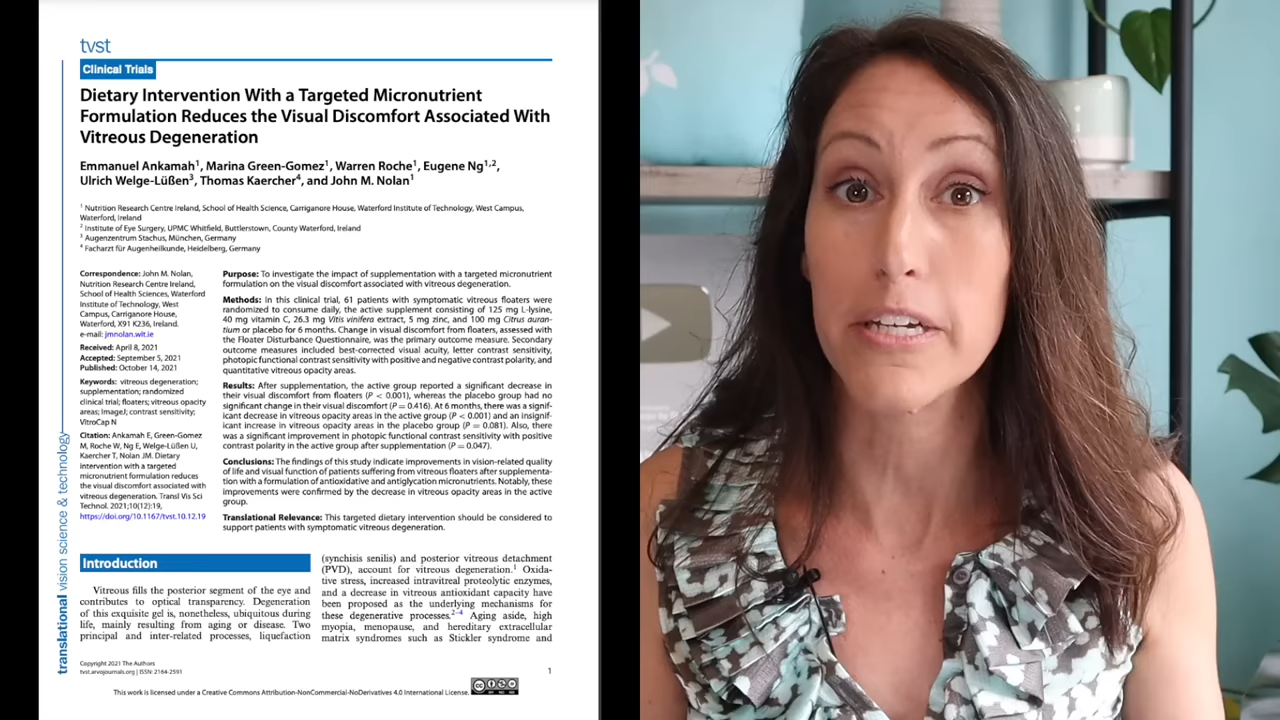 tvst
Clinical Trials
Dietary Intervention With a Targeted Micronutrient
Formulation Reduces the Visual Discomfort Associated With
Vitreous Degeneration
Emmanuel Ankamah1, Marina Green-Gomez1, Warren Roche1, Eugene Ng1,2,
Ulrich Welge-Lüßen3, Thomas Kaercher4, and John M. Nolan1
1 Nutrition Research Centre Ireland, School of Health Science, Carriganore House, Waterford Institute of Technology, West Campus,
Waterford, Ireland
2 Institute of Eye Surgery, UPMC Whitfield, Buttlerstown, County Waterford, Ireland
3 Augenzentrum Stachus, München, Germany
4 Facharzt für Augenheilkunde, Heidelberg, Germany
Correspondence: John M. Nolan,
Nutrition Research Centre Ireland,
School of Health Sciences, Waterford
Institute of Technology, West
Campus, Carriganore House,
Waterford, X91 K236, Ireland.
e-mail: jmnolan.wit.ie
Received: April 8, 2021
Accepted: September 5, 2021
Published: October 14, 2021
Keywords: vitreous degeneration;
supplementation; randomized
clinical trial; floaters; vitreous opacity
areas; ImageJ; contrast sensitivity;
VitroCap N
Citation: Ankamah E, Green-Gomez
M, Roche W, Ng E, Welge-Lüßen U,
Kaercher T, Nolan JM. Dietary
intervention with a targeted
micronutrient formulation reduces
the visual discomfort associated with
vitreous degeneration. Transl Vis Sci
Technol. 2021;10(12):19,
https://doi.org/10.1167/tvst.10.12.19
Purpose: To investigate the impact of supplementation with a targeted micronutrient
formulation on the visual discomfort associated with vitreous degeneration.
Methods: In this clinical trial, 61 patients with symptomatic vitreous floaters were
randomized to consume daily, the active supplement consisting of 125 mg L-lysine,
40 mg vitamin C, 26.3 mg Vitis vinifera extract, 5 mg zinc, and 100 mg Citrus auran-
tium or placebo for 6 months. Change in visual discomfort from floaters, assessed with
the Floater Disturbance Questionnaire, was the primary outcome measure. Secondary
outcome measures included best-corrected visual acuity, letter contrast sensitivity,
photopic functional contrast sensitivity with positive and negative contrast polarity, and
quantitative vitreous opacity areas.
Results: After supplementation, the active group reported a significant decrease in
their visual discomfort from floaters (P < 0.001), whereas the placebo group had no
significant change in their visual discomfort (P = 0.416). At 6 months, there was a signif-
icant decrease in vitreous opacity areas in the active group (P < 0.001) and an insignif-
icant increase in vitreous opacity areas in the placebo group (P = 0.081). Also, there
was a significant improvement in photopic functional contrast sensitivity with positive
contrast polarity in the active group after supplementation (P = 0.047).
Conclusions: The findings of this study indicate improvements in vision-related quality
of life and visual function of patients suffering from vitreous floaters after supplementa-
tion with a formulation of antioxidative and antiglycation micronutrients. Notably, these
improvements were confirmed by the decrease in vitreous opacity areas in the active
group.
Translational Relevance: This targeted dietary intervention should be considered to
support patients with symptomatic vitreous degeneration.
Introduction
Vitreous fills the posterior segment of the eye and
contributes to optical transparency. Degeneration
of this exquisite gel is, nonetheless, ubiquitous during
life, mainly resulting from aging or disease. Two
principal and inter-related processes, liquefaction
(synchisis senilis) and posterior vitreous detachment
(PVD), account for vitreous degeneration.1 Oxida-
tive stress, increased intravitreal proteolytic enzymes,
and a decrease in vitreous antioxidant capacity have
been proposed as the underlying mechanisms for
these degenerative processes.2–4 Aging aside, high
myopia, menopause, and hereditary extracellular
matrix syndromes such as Stickler syndrome and
translational vision science & technology
Copyright 2021 The Authors
tvst.arvojournals.org | ISSN: 2164-2591
1
This work is licensed under a Creative Commons Attribution-NonCommercial-NoDerivatives 4.0 International License.